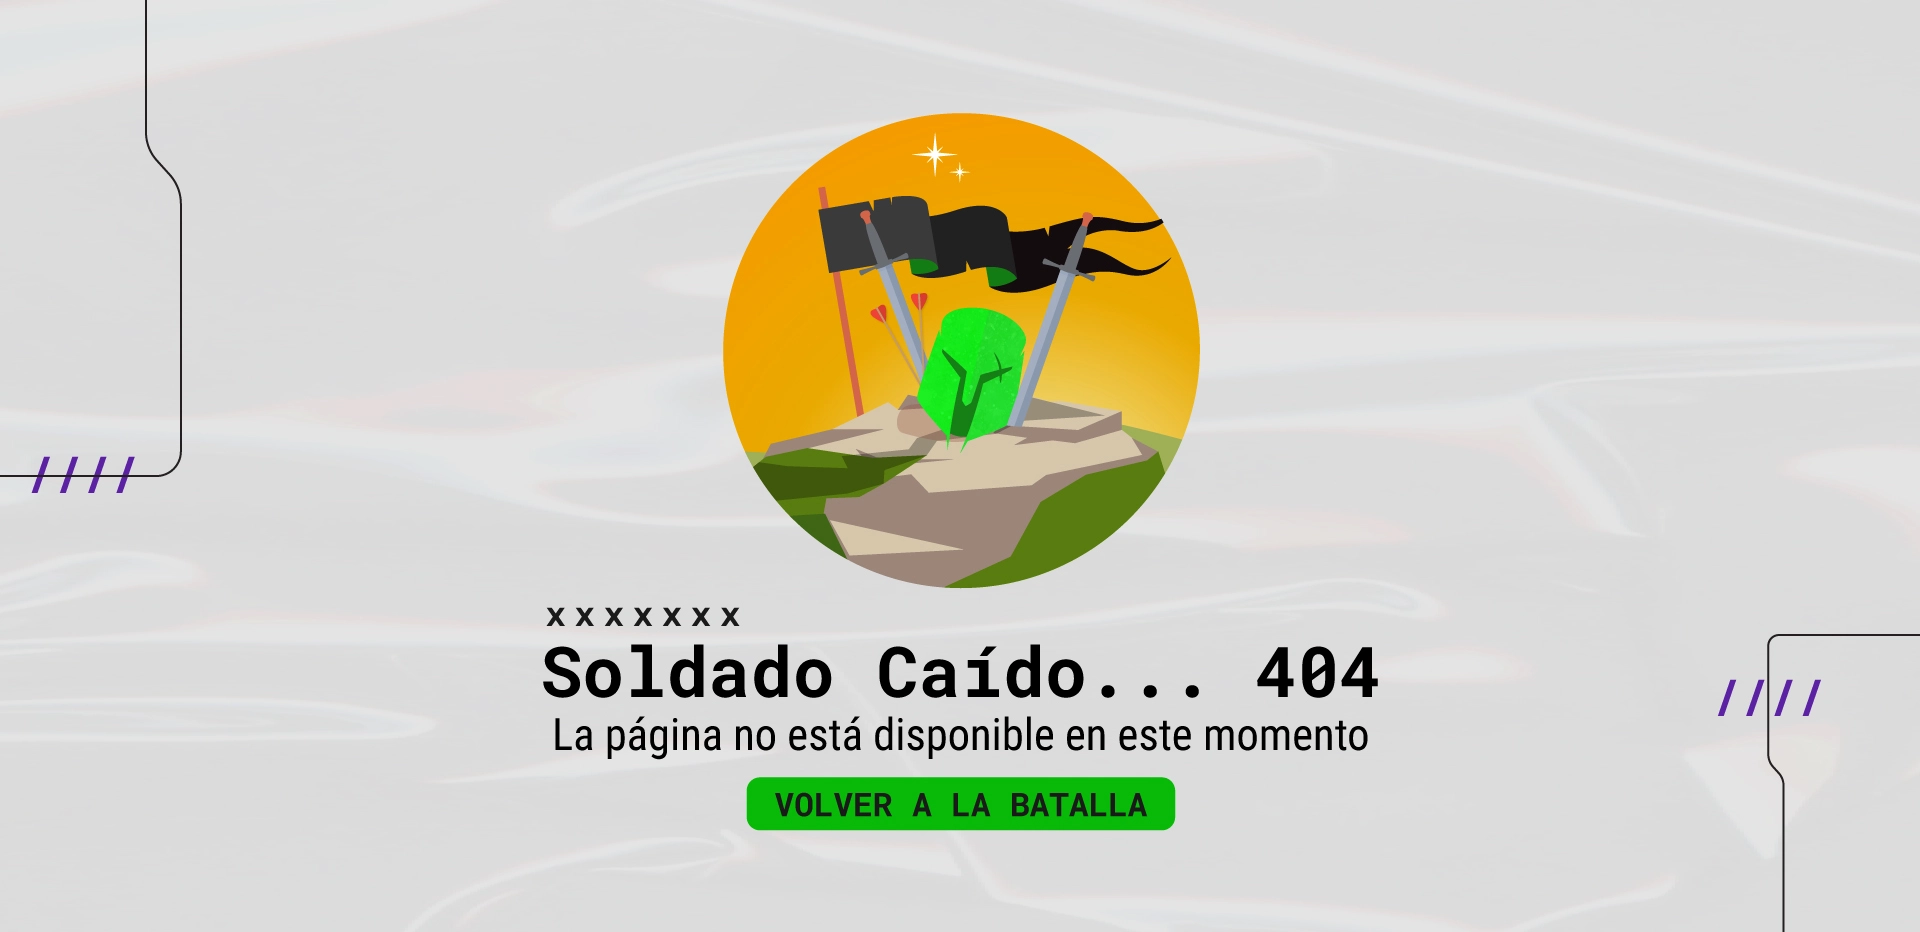 xxxxxxx
Soldado Caído... 404
La página no está disponible en este momento
VOLVER A LA BATALLA